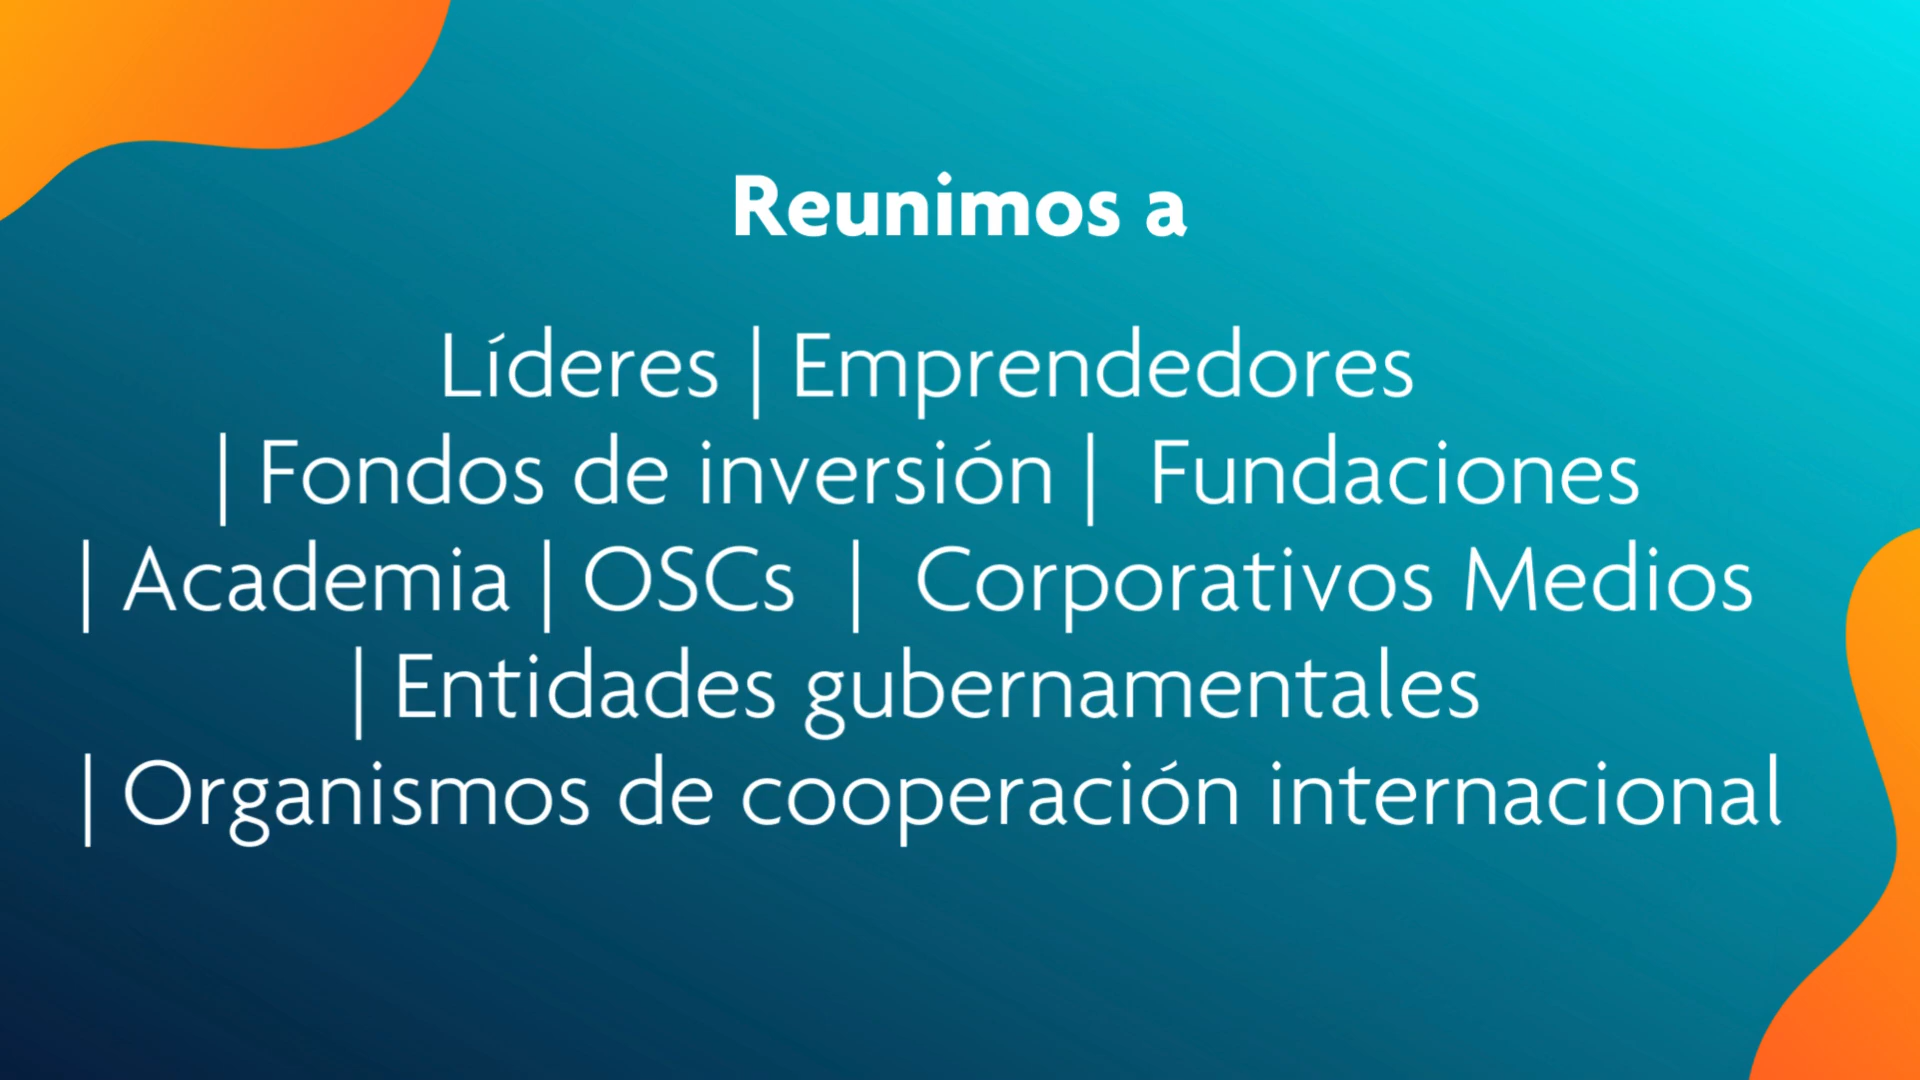 Reunimos a
Líderes | Emprendedores
| Fondos de inversión | Fundaciones
| Academia | OSCs | Corporativos Medios
| Entidades gubernamentales
| Organismos de cooperación internacional